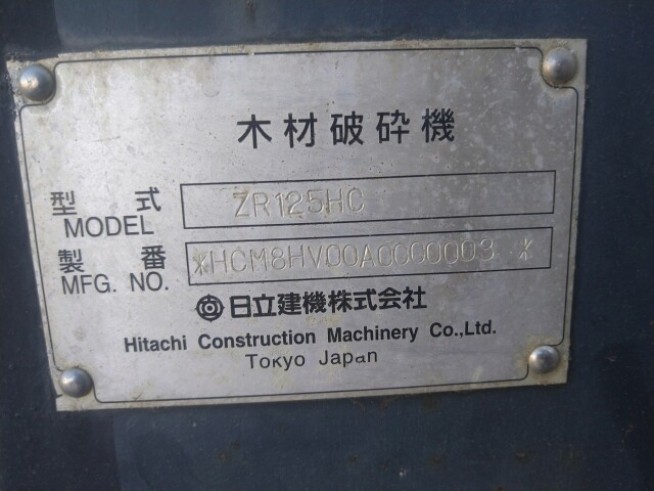 木材破砕機
型式 ZR125HC
MODEL
製番 *HCM8HV00A0000003 *
MFG. NO.
日立建機株式会社
Hitachi Construction Machinery Co.,Ltd.
Tokyo Japan